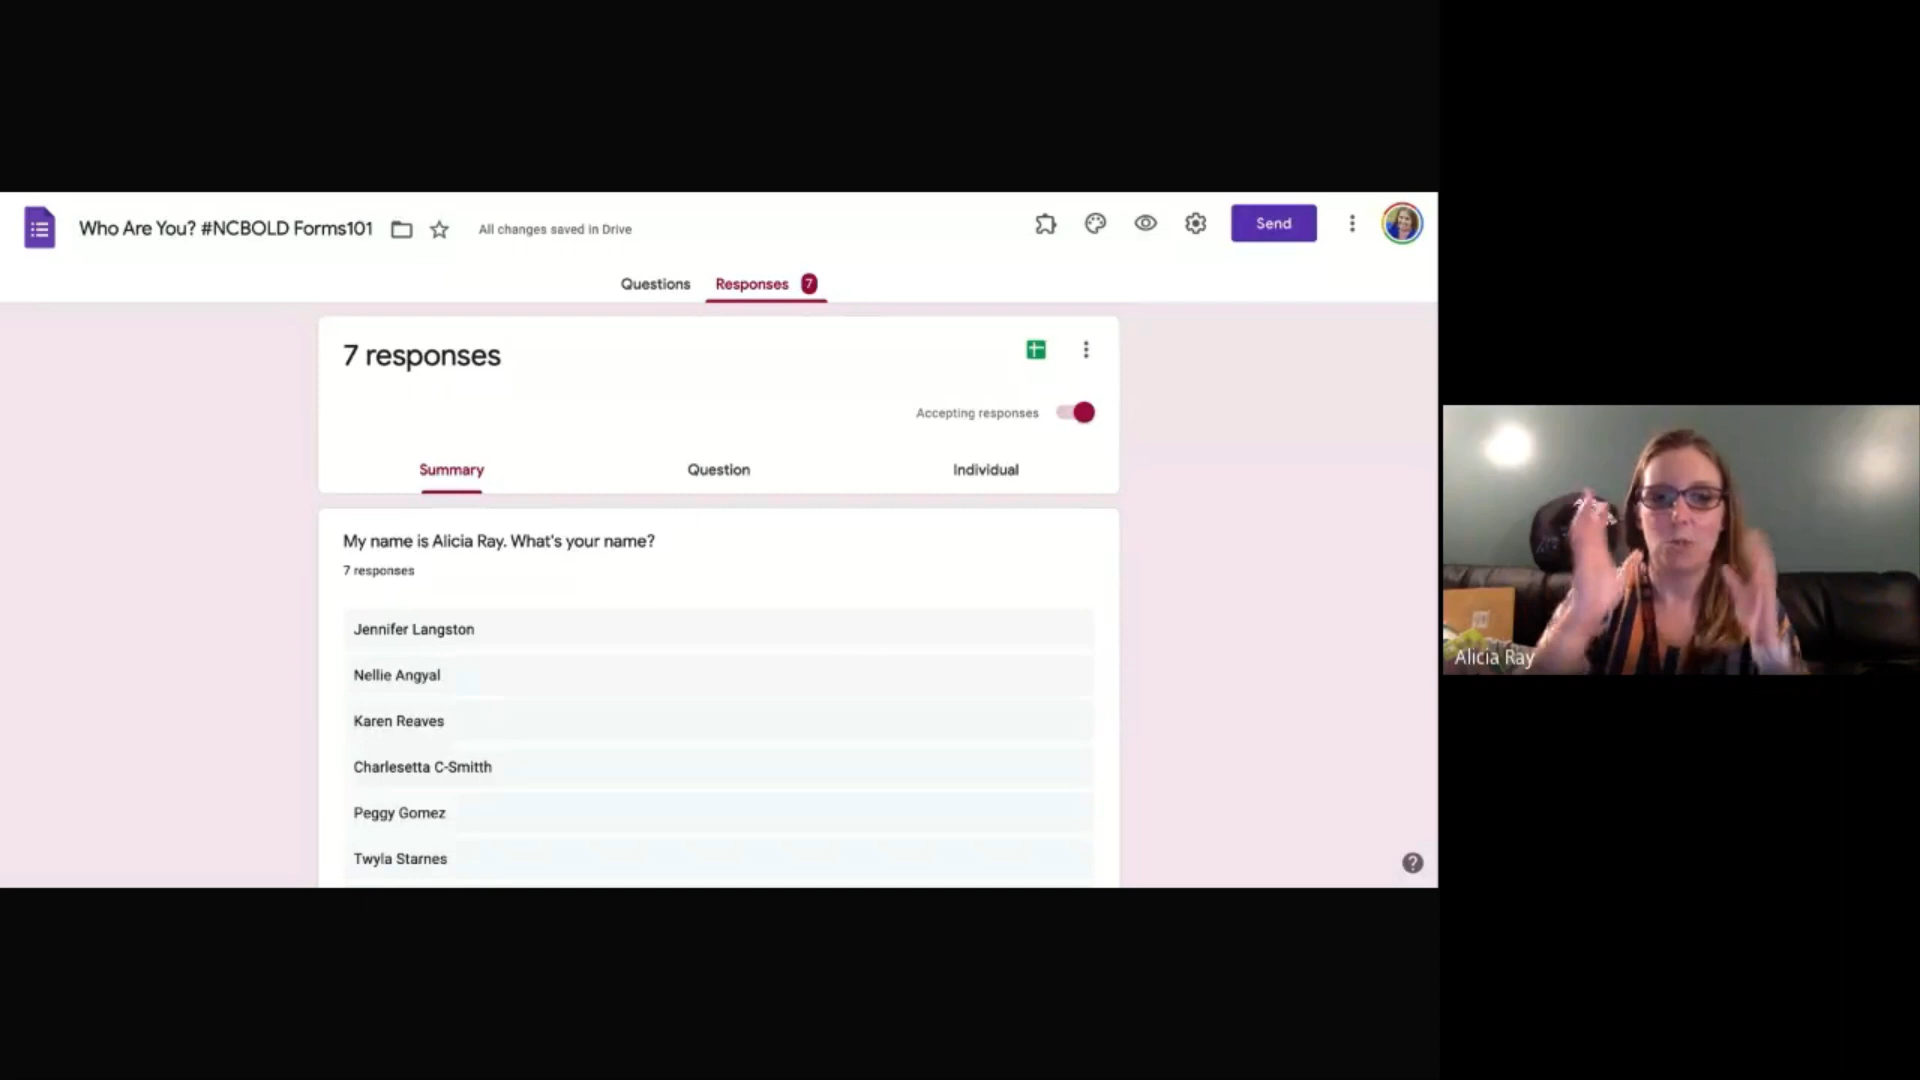 Who Are You? #NCBOLD Forms101
All changes saved in Drive
Send
Questions
Responses 7
7 responses
Accepting responses
Summary
Question
Individual
My name is Alicia Ray. What's your name?
7 responses
Jennifer Langston
Nellie Angyal
Karen Reaves
Charlesetta C-Smitth
Peggy Gomez
Twyla Starnes
?
Alicia Ray